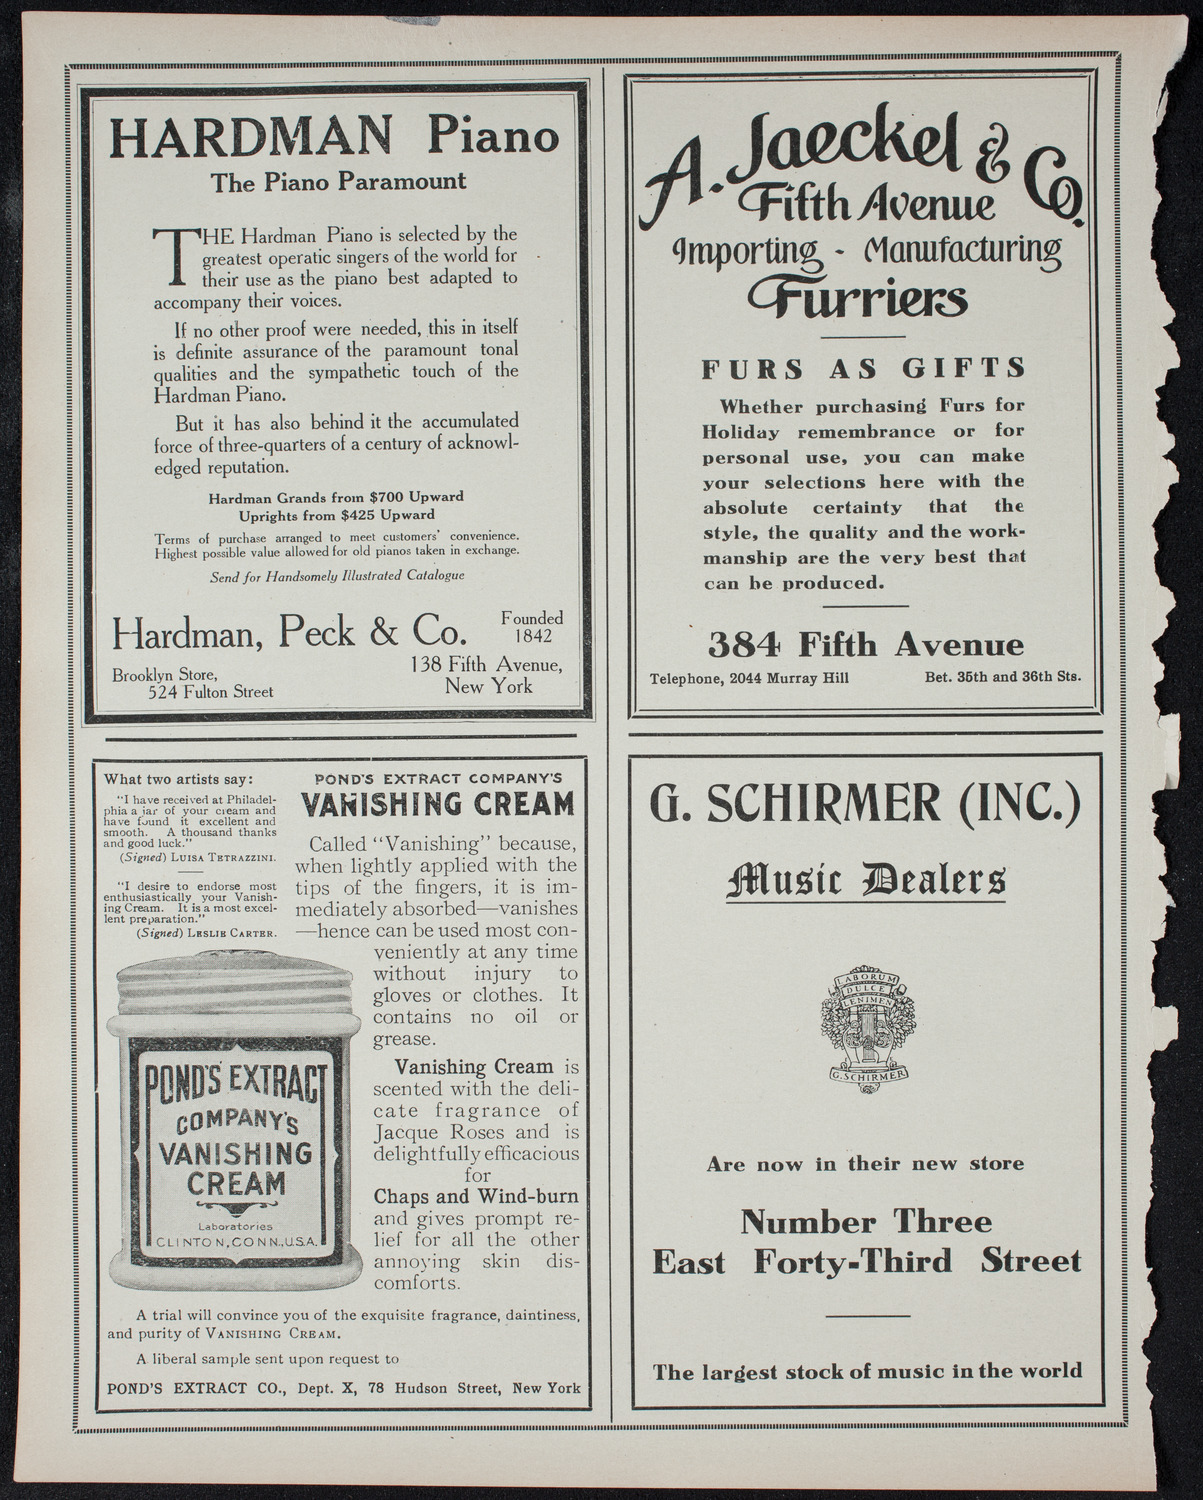 HARDMAN Piano
The Piano Paramount
THE Hardman Piano is selected by the
greatest operatic singers of the world for
their use as the piano best adapted to
accompany their voices.
If no other proof were needed, this in itself
is definite assurance of the paramount tonal
qualities and the sympathetic touch of the
Hardman Piano.
But it has also behind it the accumulated
force of three-quarters of a century of acknowl-
edged reputation.
Hardman Grands from $700 Upward
Uprights from $425 Upward
Terms of purchase arranged to meet customers' convenience.
Highest possible value allowed for old pianos taken in exchange.
Send for Handsomely Illustrated Catalogue
Hardman, Peck & Co.
Founded
1842
Brooklyn Store,
524 Fulton Street
138 Fifth Avenue,
New York
A. Jaeckel & Co.
Fifth Avenue
Importing - Manufacturing
Furriers
FURS AS GIFTS
Whether purchasing Furs for
Holiday remembrance or for
personal use, you can make
your selections here with the
absolute certainty that the
style, the quality and the work-
manship are the very best that
can be produced.
384 Fifth Avenue
Telephone, 2044 Murray Hill Bet. 35th and 36th Sts.
What two artists say:
"I have received at Philadel-
phia a jar of your cream and
have found it excellent and
smooth. A thousand thanks
and good luck."
(Signed) LUISA TETRAZZINI.
"I desire to endorse most
enthusiastically your Vanish-
ing Cream. It is a most excel-
lent preparation."
(Signed) LESLIE CARTER.
POND'S EXTRACT COMPANY'S
VANISHING CREAM
Called "Vanishing" because,
when lightly applied with the
tips of the fingers, it is im-
mediately absorbed—vanishes
—hence can be used most con-
veniently at any time
without injury to
gloves or clothes. It
contains no oil or
grease.
Vanishing Cream is
scented with the deli-
cate fragrance of
Jacque Roses and is
delightfully efficacious
for
Chaps and Wind-burn
and gives prompt re-
lief for all the other
annoying skin dis-
comforts.
POND'S EXTRACT
COMPANY'S
VANISHING
CREAM
Laboratories
CLINTON, CONN., U.S.A.
A trial will convince you of the exquisite fragrance, daintiness,
and purity of VANISHING CREAM.
A liberal sample sent upon request to
POND'S EXTRACT CO., Dept. X, 78 Hudson Street, New York
G. SCHIRMER (INC.)
Music Dealers
LABORUM
DULCE
LENIMEN
G. SCHIRMER
Are now in their new store
Number Three
East Forty-Third Street
The largest stock of music in the world